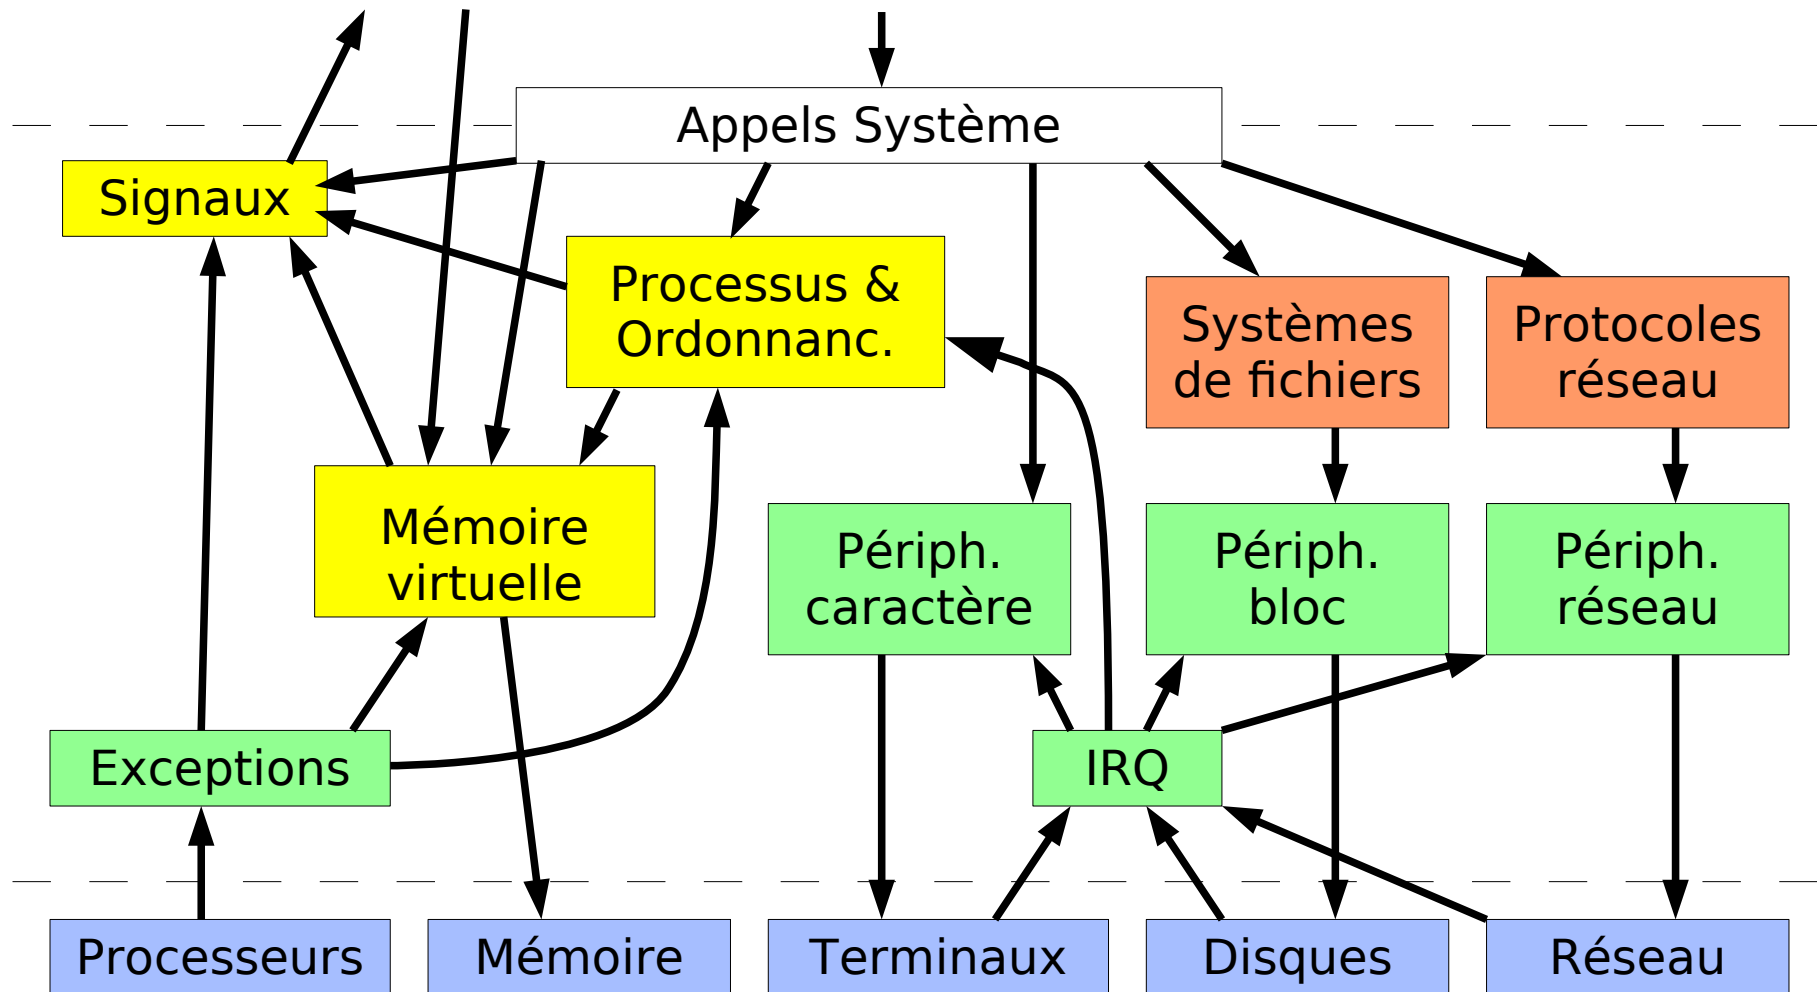 Appels Système
Signaux
Processus &
Ordonnanc.
Systèmes
de fichiers
Protocoles
réseau
Mémoire
virtuelle
Périph.
caractère
Périph.
bloc
Périph.
réseau
Exceptions
IRQ
Processeurs
Mémoire
Terminaux
Disques
Réseau